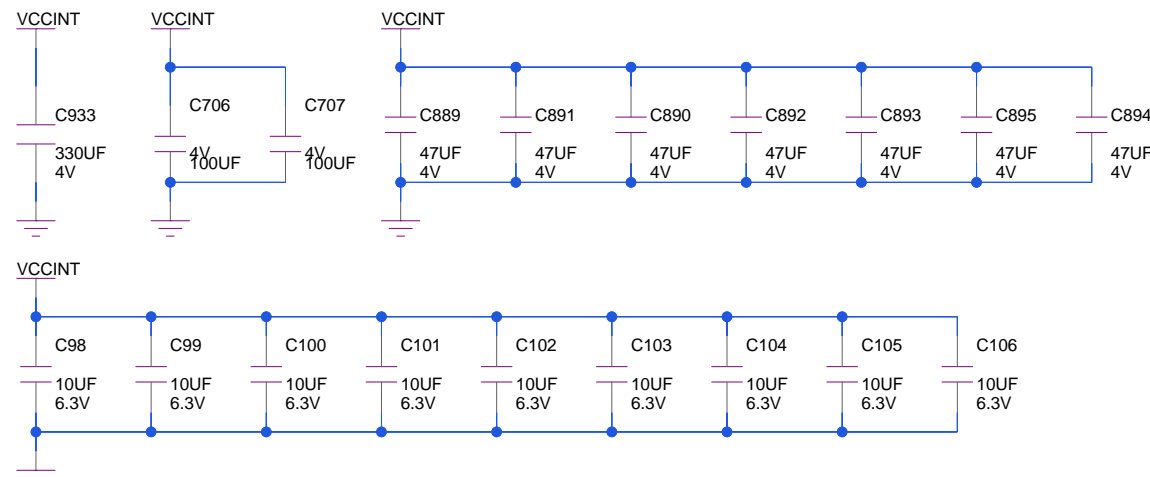 VCCINT VCCINT VCCINT
C706 C707
C933 C889 C891 C890 C892 C893 C895 C894
330UF 4V 4V 47UF 47UF 47UF 47UF 47UF 47UF 47UF
100UF 100UF
4V 4V 4V 4V 4V 4V 4V 4V
VCCINT
C98 C99 C100 C101 C102 C103 C104 C105 C106
10UF 10UF 10UF 10UF 10UF 10UF 10UF 10UF 10UF
6.3V 6.3V 6.3V 6.3V 6.3V 6.3V 6.3V 6.3V 6.3V